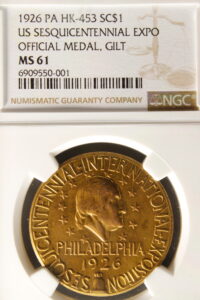 1926 PA HK-453 SC$1
US SESQUICENTENNIAL EXPO
OFFICIAL MEDAL, GILT
MS 61
6909550-001
NUMISMATIC GUARANTY COMPANY
NGC
SESQUICENTENNIAL·INTERNATIONAL·EXPOSITION
PHILADELPHIA
1926